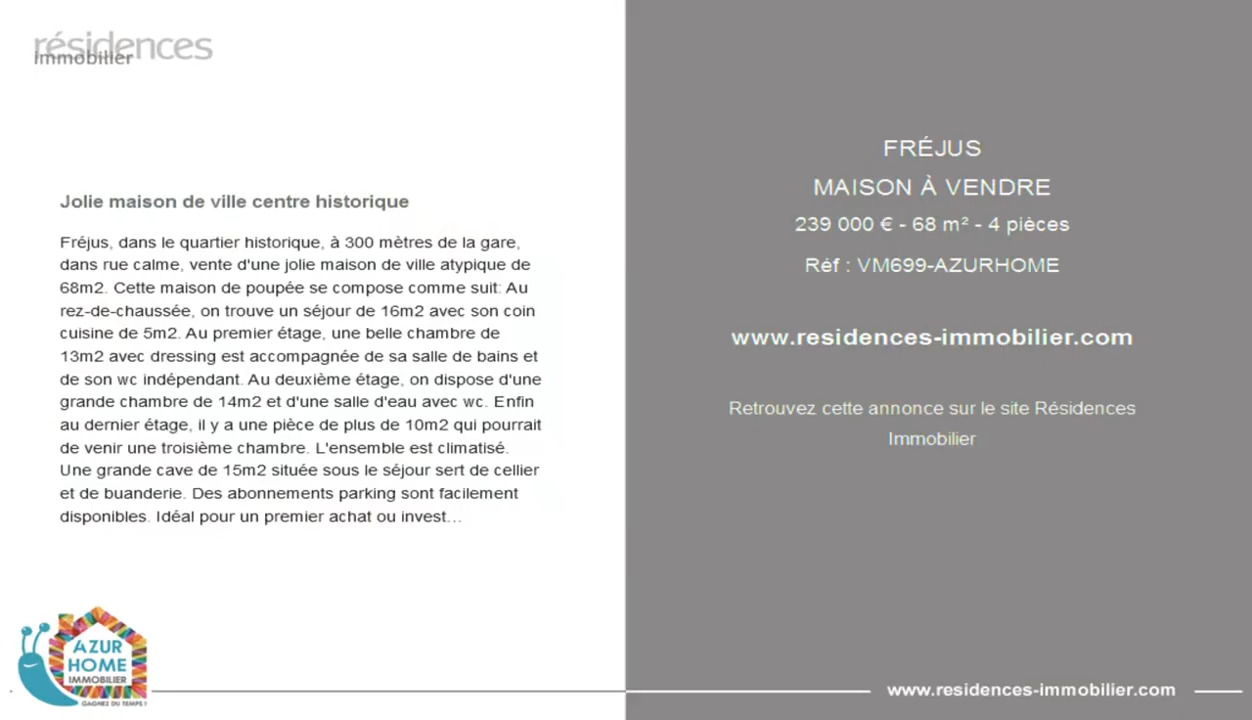 résidences
immobilier
Jolie maison de ville centre historique
Fréjus, dans le quartier historique, à 300 mètres de la gare,
dans rue calme, vente d'une jolie maison de ville atypique de
68m2. Cette maison de poupée se compose comme suit: Au
rez-de-chaussée, on trouve un séjour de 16m2 avec son coin
cuisine de 5m2. Au premier étage, une belle chambre de
13m2 avec dressing est accompagnée de sa salle de bains et
de son wc indépendant. Au deuxième étage, on dispose d'une
grande chambre de 14m2 et d'une salle d'eau avec wc. Enfin
au dernier étage, il y a une pièce de plus de 10m2 qui pourrait
de venir une troisième chambre. L'ensemble est climatisé.
Une grande cave de 15m2 située sous le séjour sert de cellier
et de buanderie. Des abonnements parking sont facilement
disponibles. Idéal pour un premier achat ou invest...
AZUR
HOME
IMMOBILIER
GAGNEZ DU TEMPS !
FRÉJUS
MAISON À VENDRE
239 000 € - 68 m² - 4 pièces
Réf : VM699-AZURHOME
www.residences-immobilier.com
Retrouvez cette annonce sur le site Résidences
Immobilier
www.residences-immobilier.com